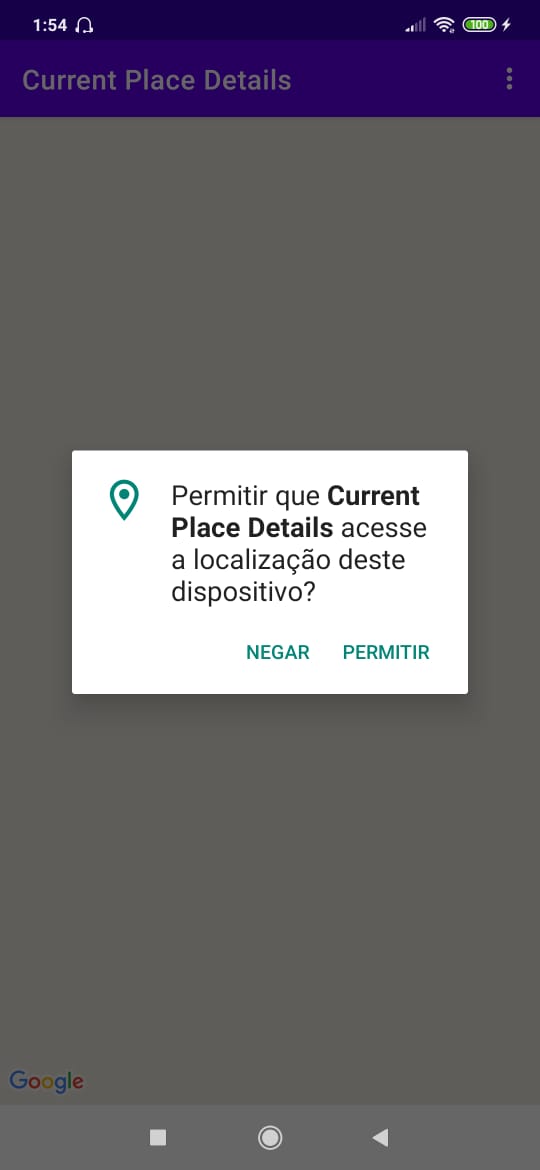 1:54
100
Current Place Details
Permitir que Current
Place Details acesse
a localização deste
dispositivo?
NEGAR PERMITIR
Google